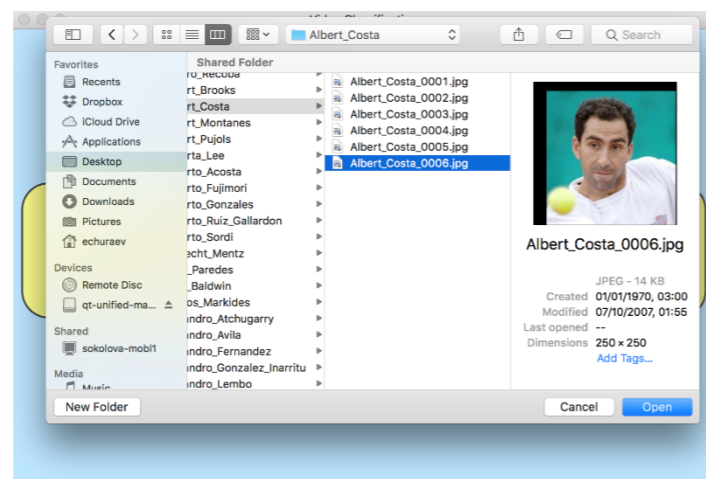 Albert_Costa
Search
Favorites
Recents
Dropbox
iCloud Drive
Applications
Desktop
Documents
Downloads
Pictures
echuraev
Devices
Remote Disc
qt-unified-ma...
Shared
sokolova-mobl1
Media
Music
Shared Folder
ro_Recoba
rt_Brooks
rt_Costa
rt_Montanes
rt_Pujols
rta_Lee
rto_Acosta
rto_Fujimori
rto_Gonzales
rto_Ruiz_Gallardon
rto_Sordi
echt_Mentz
_Paredes
_Baldwin
os_Markides
andro_Atchugarry
andro_Avila
andro_Fernandez
andro_Gonzalez_Inarritu
andro_Lembo
Albert_Costa_0001.jpg
Albert_Costa_0002.jpg
Albert_Costa_0003.jpg
Albert_Costa_0004.jpg
Albert_Costa_0005.jpg
Albert_Costa_0006.jpg
Albert_Costa_0006.jpg
JPEG - 14 KB
Created 01/01/1970, 03:00
Modified 07/10/2007, 01:55
Last opened --
Dimensions 250 × 250
Add Tags...
New Folder
Cancel
Open